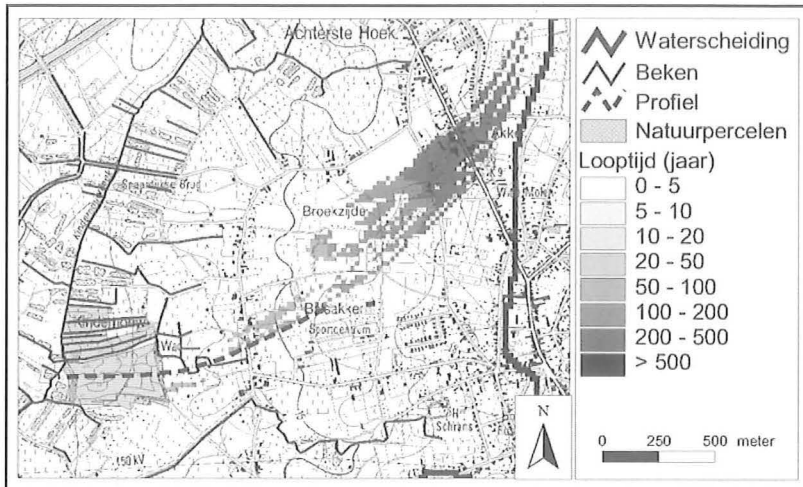 Achterste Hoek
Broekzijde
Sportcentrum
Schrans
150 kV
N
Waterscheiding
Beken
Profiel
Natuurpercelen
Looptijd (jaar)
0 - 5
5 - 10
10 - 20
20 - 50
50 - 100
100 - 200
200 - 500
> 500
0 250 500 meter